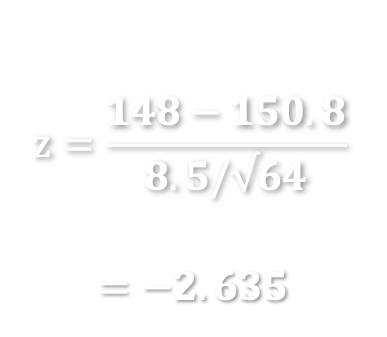 z = (148 − 150.8)/(8.5/√64)
= −2.635